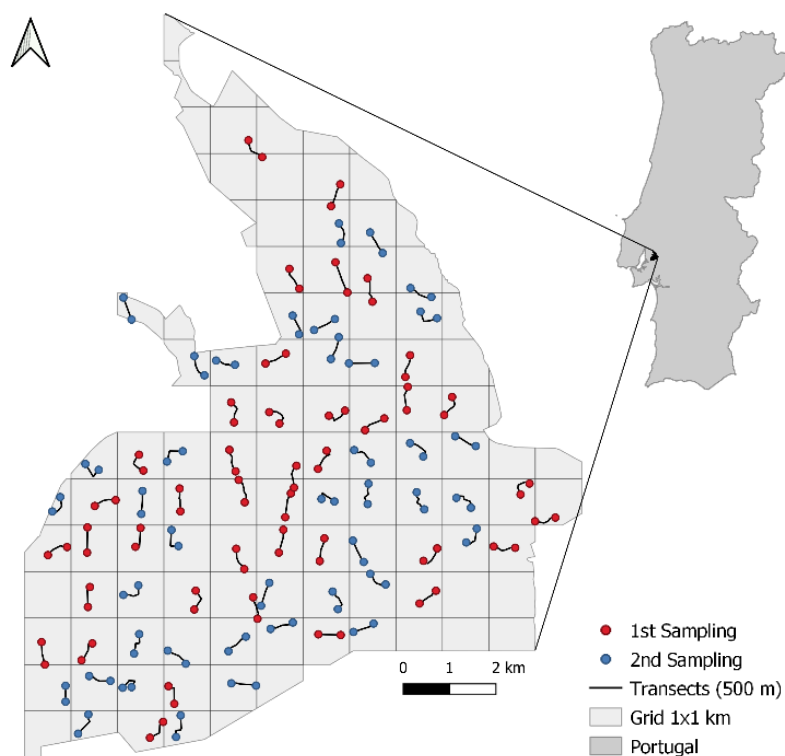 1st Sampling
2nd Sampling
0 1 2 km
Transects (500 m)
Grid 1x1 km
Portugal